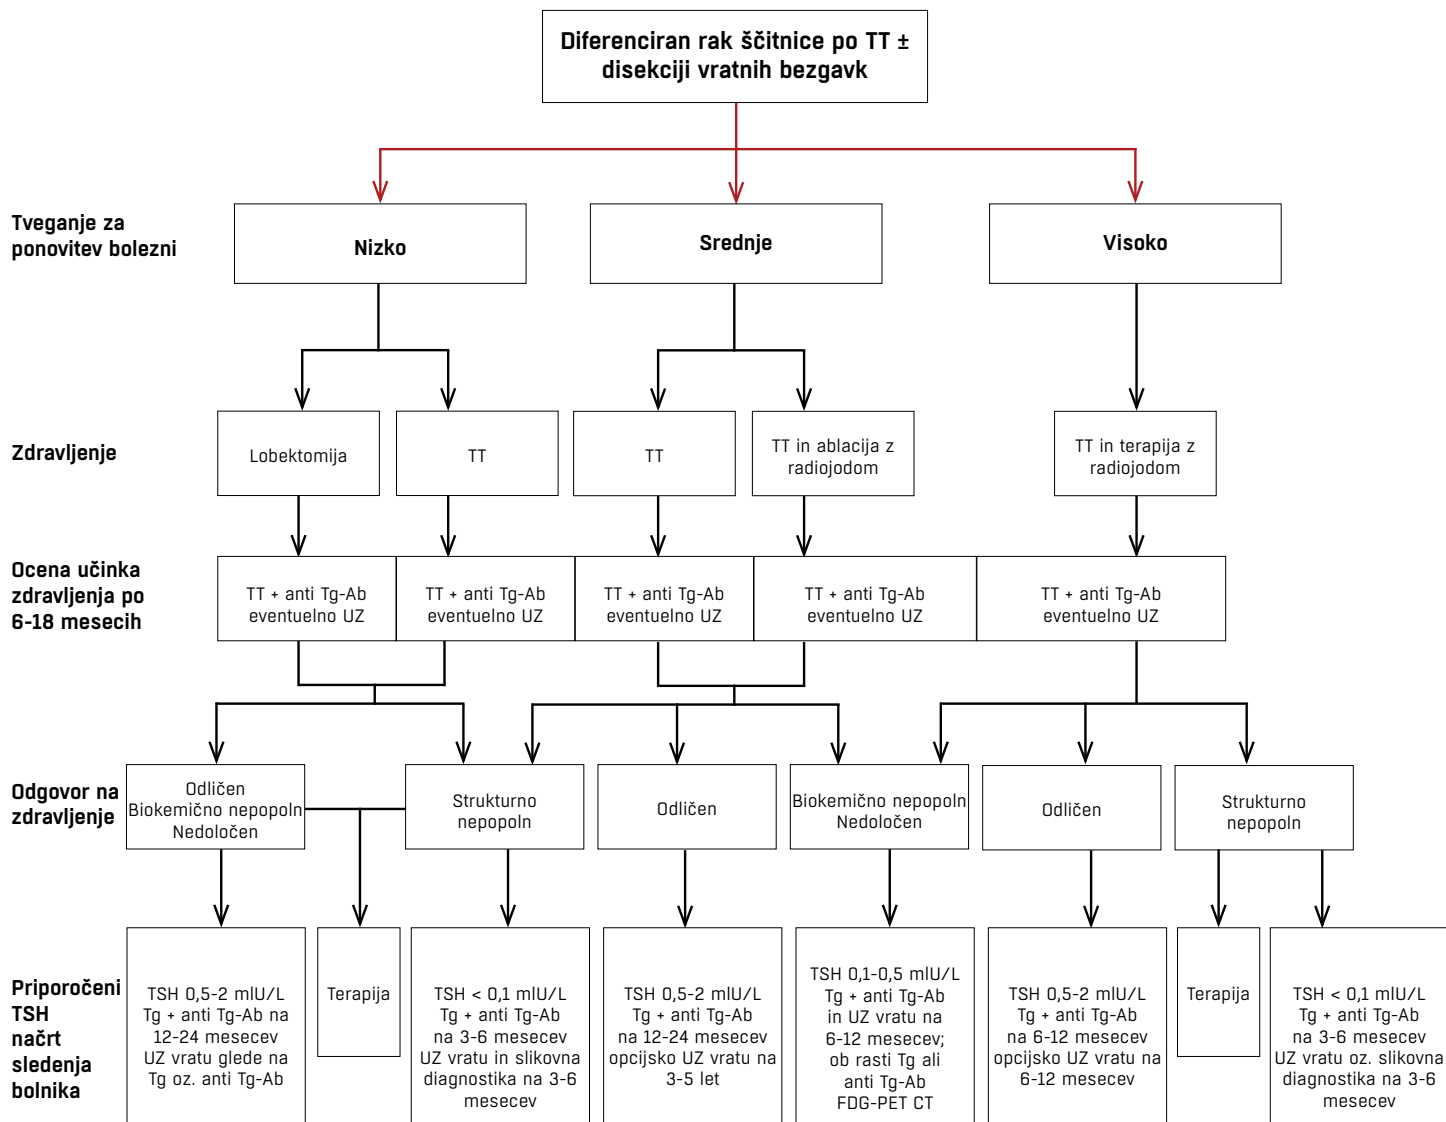 Diferenciran rak ščitnice po TT ±
disekciji vratnih bezgavk
Tveganje za
ponovitev bolezni
Nizko
Srednje
Visoko
Zdravljenje
Lobektomija
TT
TT
TT in ablacija z
radiojodom
TT in terapija z
radiojodom
Ocena učinka
zdravljenja po
6-18 mesecih
TT + anti Tg-Ab
eventuelno UZ
TT + anti Tg-Ab
eventuelno UZ
TT + anti Tg-Ab
eventuelno UZ
TT + anti Tg-Ab
eventuelno UZ
TT + anti Tg-Ab
eventuelno UZ
Odgovor na
zdravljenje
Odličen
Biokemično nepopoln
Nedoločen
Strukturno
nepopoln
Odličen
Biokemično nepopoln
Nedoločen
Odličen
Strukturno
nepopoln
Priporočeni
TSH
načrt
sledenja
bolnika
TSH 0,5-2 mlU/L
Tg + anti Tg-Ab na
12-24 mesecev
UZ vratu glede na
Tg oz. anti Tg-Ab
Terapija
TSH < 0,1 mlU/L
Tg + anti Tg-Ab
na 3-6 mesecev
UZ vratu in slikovna
diagnostika na 3-6
mesecev
TSH 0,5-2 mlU/L
Tg + anti Tg-Ab
na 12-24 mesecev
opcijsko UZ vratu na
3-5 let
TSH 0,1-0,5 mlU/L
Tg + anti Tg-Ab
in UZ vratu na
6-12 mesecev;
ob rasti Tg ali
anti Tg-Ab
FDG-PET CT
TSH 0,5-2 mlU/L
Tg + anti Tg-Ab
na 6-12 mesecev
opcijsko UZ vratu na
6-12 mesecev
Terapija
TSH < 0,1 mlU/L
Tg + anti Tg-Ab
na 3-6 mesecev
UZ vratu oz. slikovna
diagnostika na 3-6
mesecev